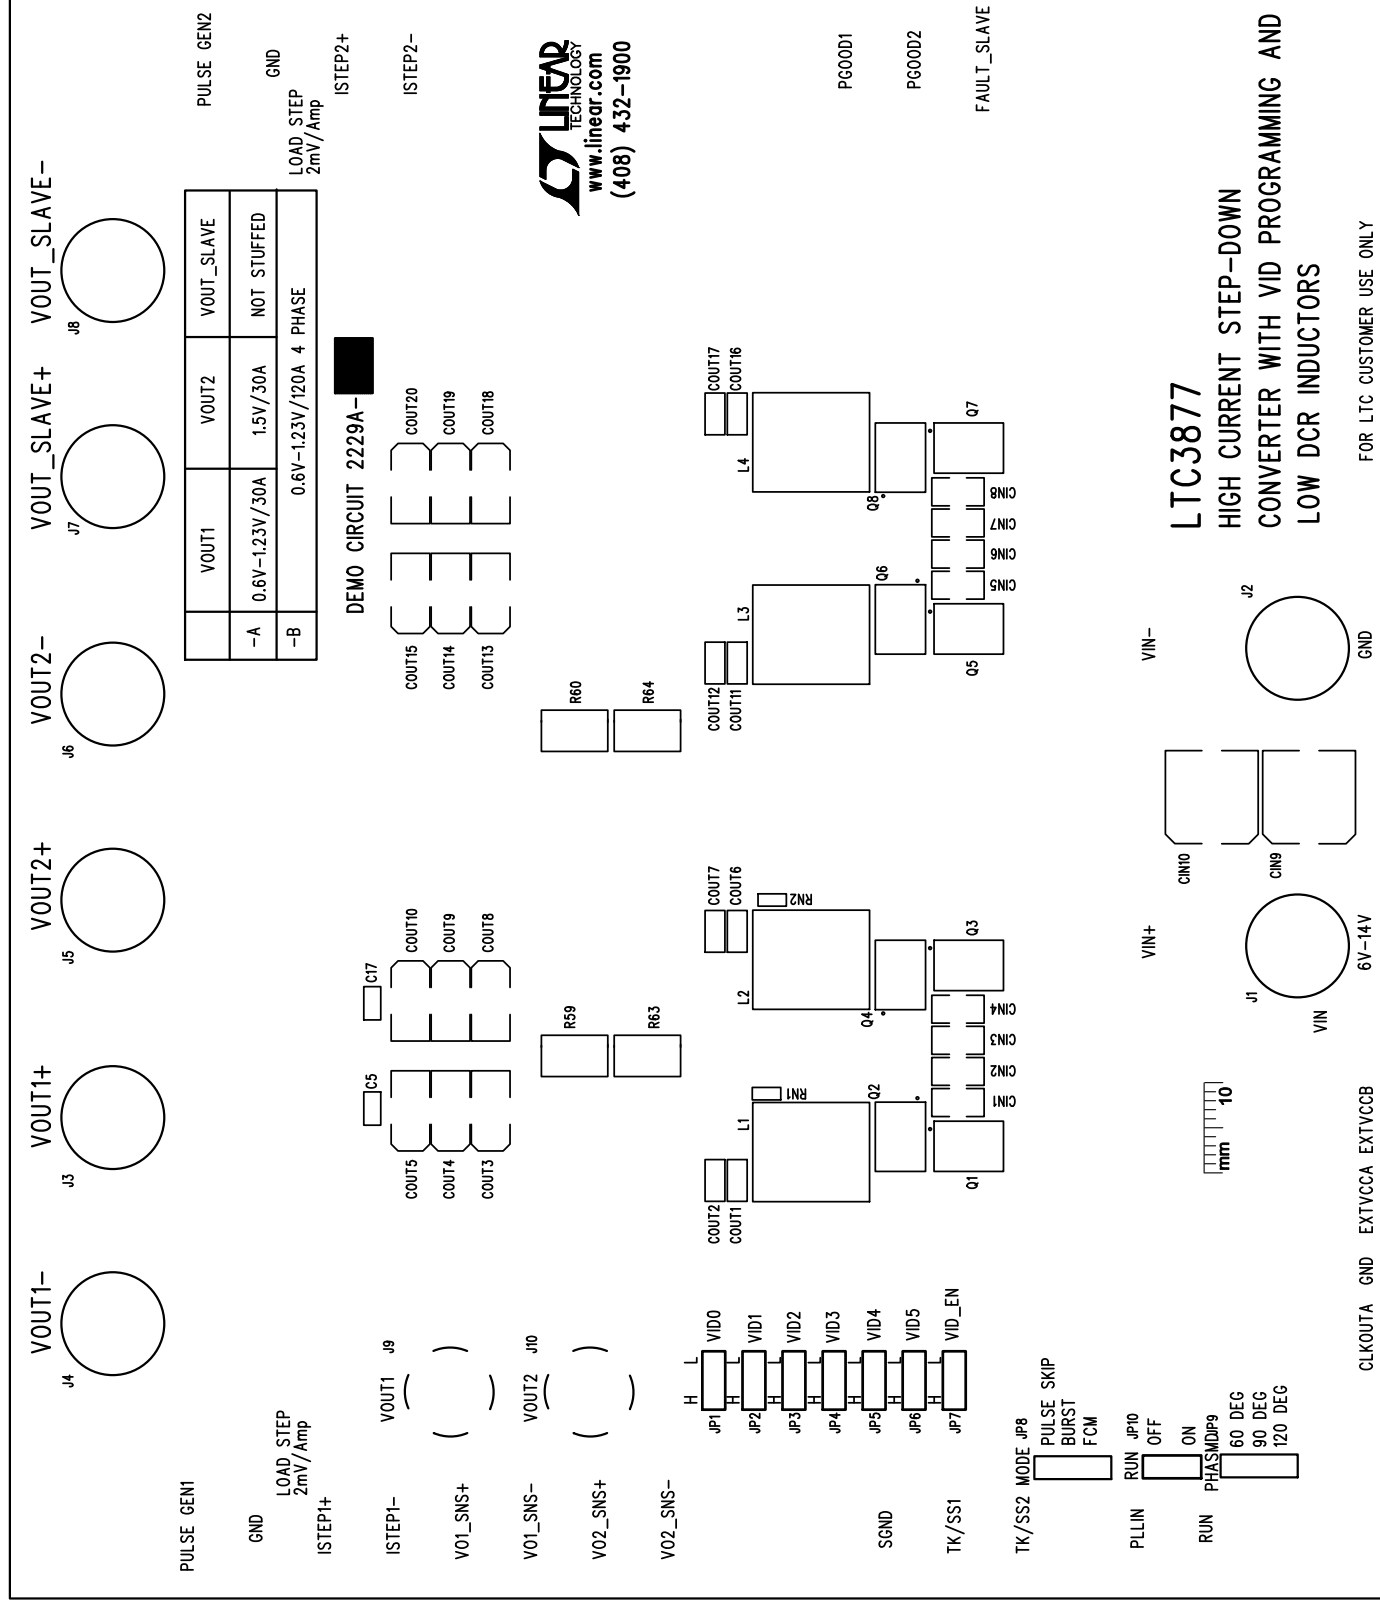 VOUT1-
J4
VOUT1+
J3
VOUT2+
J5
VOUT2-
J6
VOUT_SLAVE+
J7
VOUT_SLAVE-
J8
PULSE GEN1
GND
LOAD STEP
2mV/Amp
ISTEP1+
ISTEP1-
VO1_SNS+
VO1_SNS-
VO2_SNS+
VO2_SNS-
VOUT1
J9
VOUT2
J10
VOUT1 VOUT2 VOUT_SLAVE
-A 0.6V-1.23V/30A 1.5V/30A NOT STUFFED
-B 0.6V-1.23V/120A 4 PHASE
DEMO CIRCUIT 2229A-
PULSE GEN2
GND
LOAD STEP
2mV/Amp
ISTEP2+
ISTEP2-
LINEAR
TECHNOLOGY
www.linear.com
(408) 432-1900
C5
C17
COUT5
COUT4
COUT3
COUT10
COUT9
COUT8
COUT15
COUT14
COUT13
COUT20
COUT19
COUT18
R59
R63
R60
R64
COUT2
COUT1
COUT7
COUT6
COUT12
COUT11
COUT17
COUT16
L1
RN1
L2
RN2
L3
L4
Q2
Q4
Q6
Q8
Q1
Q3
Q5
Q7
CIN1
CIN2
CIN3
CIN4
CIN5
CIN6
CIN7
CIN8
PGOOD1
PGOOD2
FAULT_SLAVE
H L
JP1 VID0
H L
JP2 VID1
H L
JP3 VID2
H L
JP4 VID3
H L
JP5 VID4
H L
JP6 VID5
H L
JP7 VID_EN
SGND
TK/SS1
TK/SS2
MODE JP8
PULSE SKIP
BURST
FCM
PLLIN
RUN JP10
OFF
ON
RUN
PHASMDJP9
60 DEG
90 DEG
120 DEG
mm 10
VIN+
J1
VIN
6V-14V
CIN10
CIN9
VIN-
J2
GND
LTC3877
HIGH CURRENT STEP-DOWN
CONVERTER WITH VID PROGRAMMING AND
LOW DCR INDUCTORS
CLKOUTA GND EXTVCCA EXTVCCB
FOR LTC CUSTOMER USE ONLY